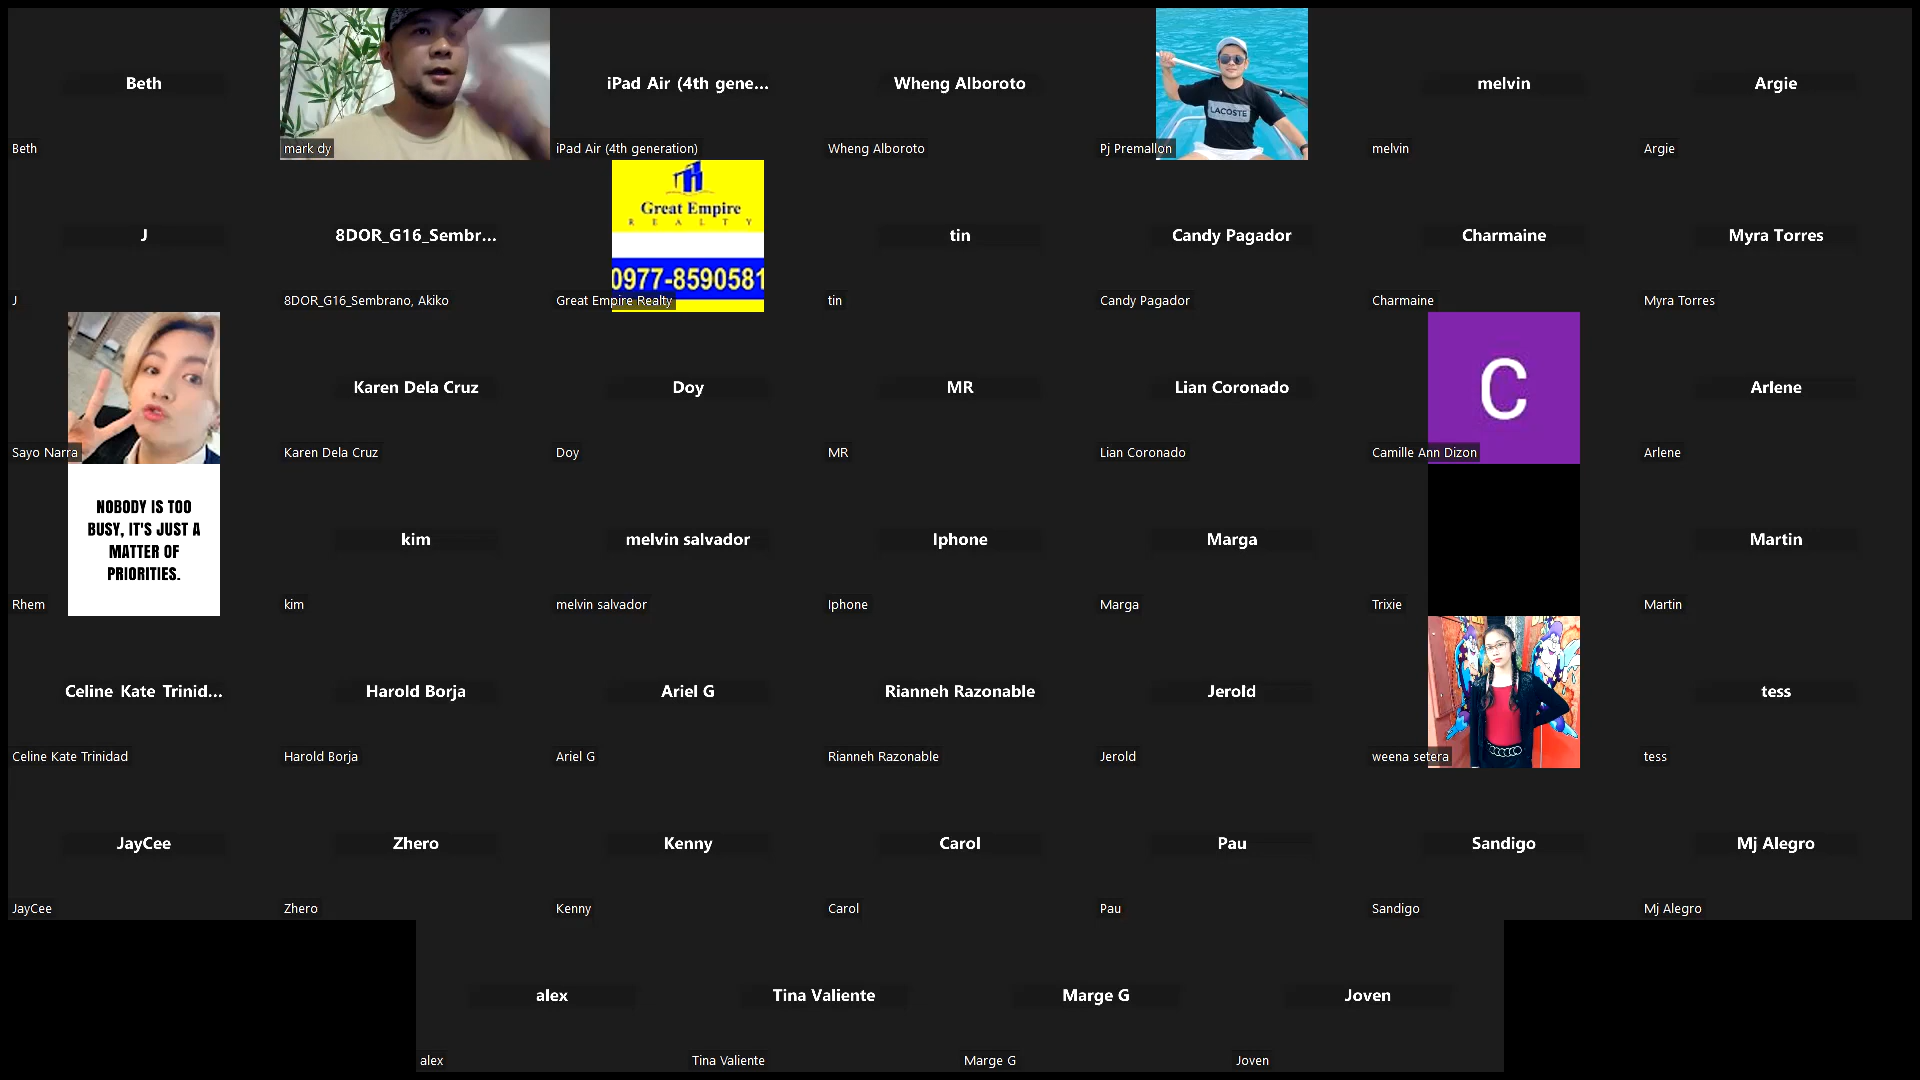 Beth
Beth
mark dy
iPad Air (4th gene...
iPad Air (4th generation)
Wheng Alboroto
Wheng Alboroto
LACOSTE
Pj Premallon
melvin
melvin
Argie
Argie
J
J
8DOR_G16_Sembr...
8DOR_G16_Sembrano, Akiko
Great Empire
REALTY
0977-8590581
Great Empire Realty
tin
tin
Candy Pagador
Candy Pagador
Charmaine
Charmaine
Myra Torres
Myra Torres
Sayo Narra
Karen Dela Cruz
Karen Dela Cruz
Doy
Doy
MR
MR
Lian Coronado
Lian Coronado
C
Camille Ann Dizon
Arlene
Arlene
NOBODY IS TOO
BUSY, IT'S JUST A
MATTER OF
PRIORITIES.
Rhem
kim
kim
melvin salvador
melvin salvador
Iphone
Iphone
Marga
Marga
Trixie
Martin
Martin
Celine Kate Trinid...
Celine Kate Trinidad
Harold Borja
Harold Borja
Ariel G
Ariel G
Rianneh Razonable
Rianneh Razonable
Jerold
Jerold
weena setera
tess
tess
JayCee
JayCee
Zhero
Zhero
Kenny
Kenny
Carol
Carol
Pau
Pau
Sandigo
Sandigo
Mj Alegro
Mj Alegro
alex
alex
Tina Valiente
Tina Valiente
Marge G
Marge G
Joven
Joven